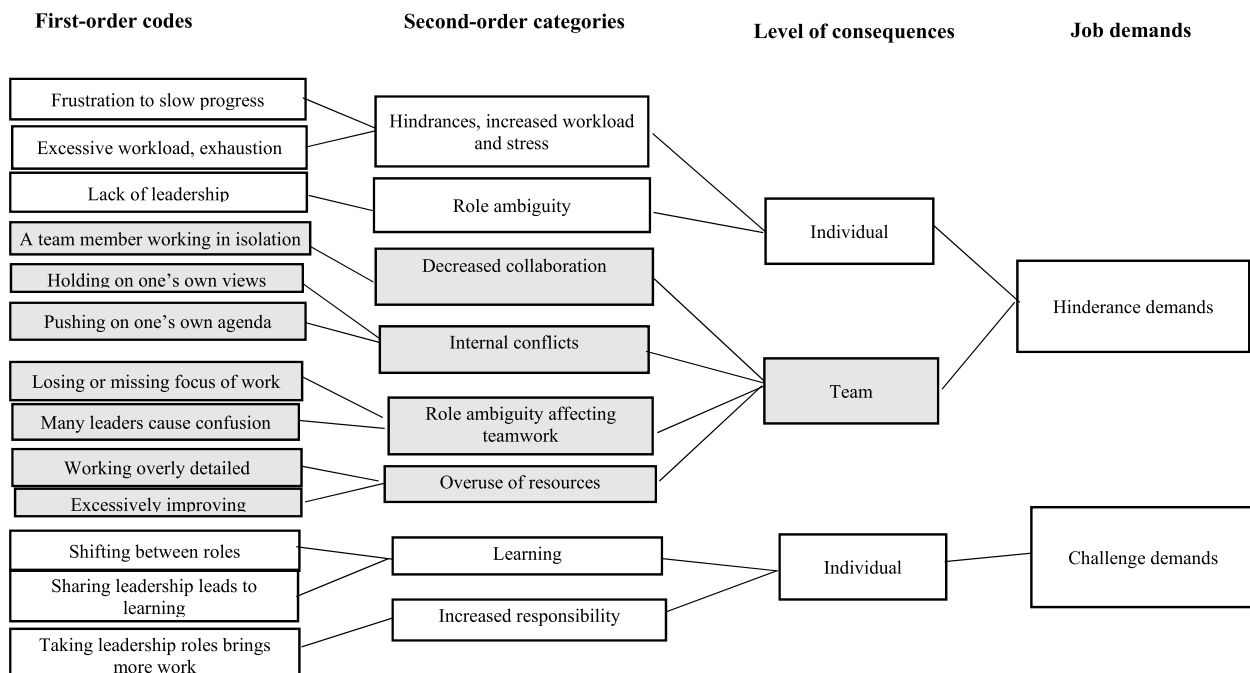 First-order codes
Second-order categories
Level of consequences
Job demands
Frustration to slow progress
Excessive workload, exhaustion
Lack of leadership
A team member working in isolation
Holding on one's own views
Pushing on one's own agenda
Losing or missing focus of work
Many leaders cause confusion
Working overly detailed
Excessively improving
Shifting between roles
Sharing leadership leads to
learning
Taking leadership roles brings
more work
Hindrances, increased workload
and stress
Role ambiguity
Decreased collaboration
Internal conflicts
Role ambiguity affecting
teamwork
Overuse of resources
Learning
Increased responsibility
Individual
Team
Individual
Hinderance demands
Challenge demands